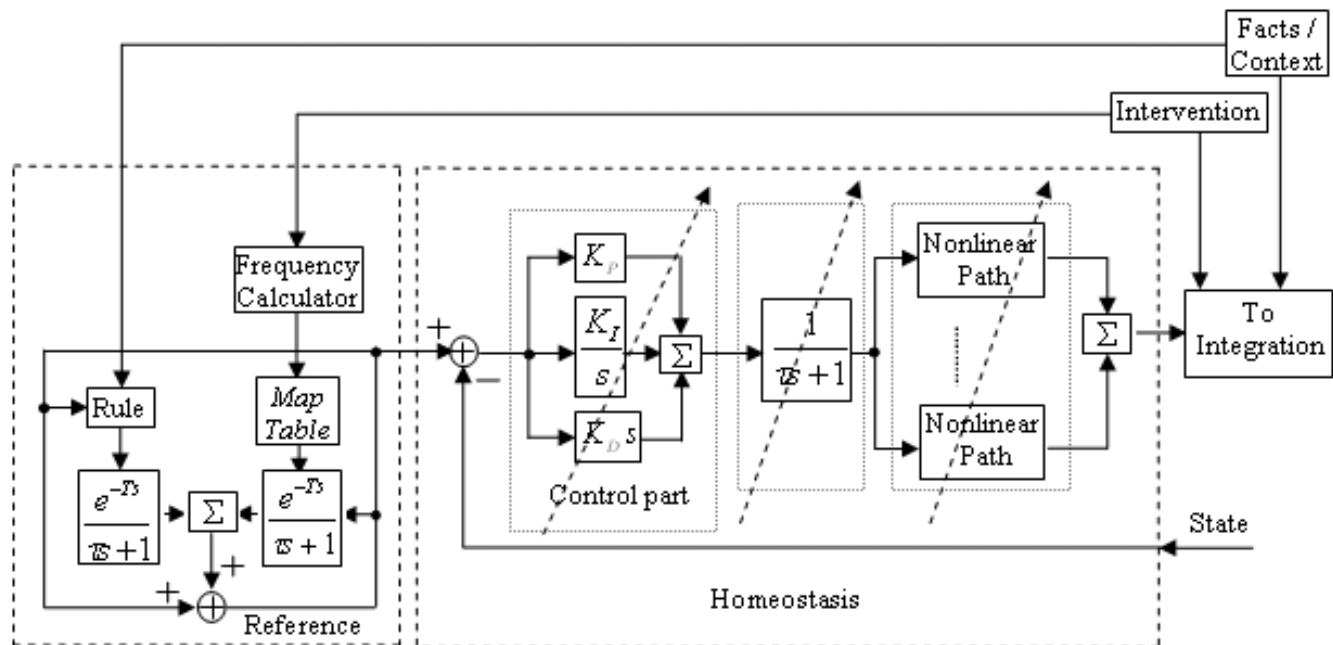 Facts /
Context
Intervention
Frequency
Calculator
Rule
Map
Table
e^{-Ts}
τs+1
Σ
e^{-Ts}
τs+1
+
+
Reference
+
−
K_P
K_I
s
K_D s
Σ
Control part
1
τs+1
Nonlinear
Path
Nonlinear
Path
Σ
To
Integration
State
Homeostasis